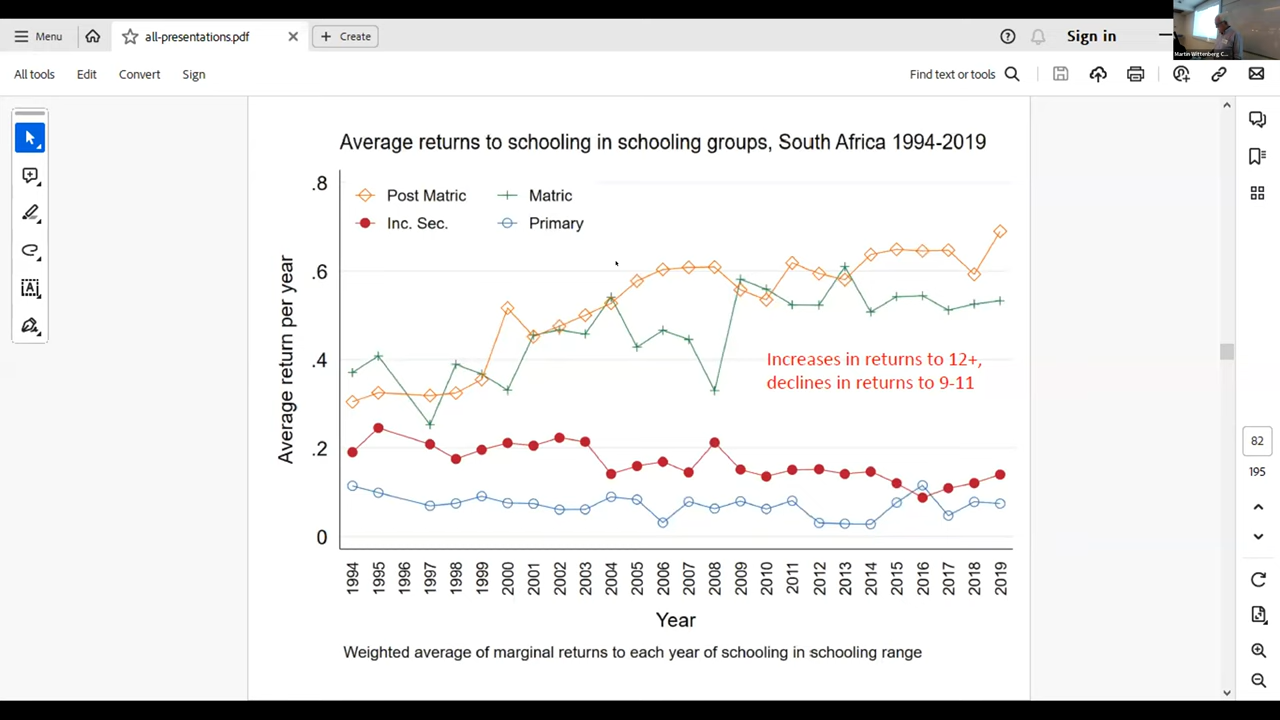 Menu
all-presentations.pdf
Create
Sign in
All tools
Edit
Convert
Sign
Find text or tools
Martin Wittenberg C...
Average returns to schooling in schooling groups, South Africa 1994-2019
Post Matric
Matric
Inc. Sec.
Primary
Average return per year
.8
.6
.4
.2
0
Increases in returns to 12+,
declines in returns to 9-11
1994 1995 1996 1997 1998 1999 2000 2001 2002 2003 2004 2005 2006 2007 2008 2009 2010 2011 2012 2013 2014 2015 2016 2017 2018 2019
Year
Weighted average of marginal returns to each year of schooling in schooling range
82
195